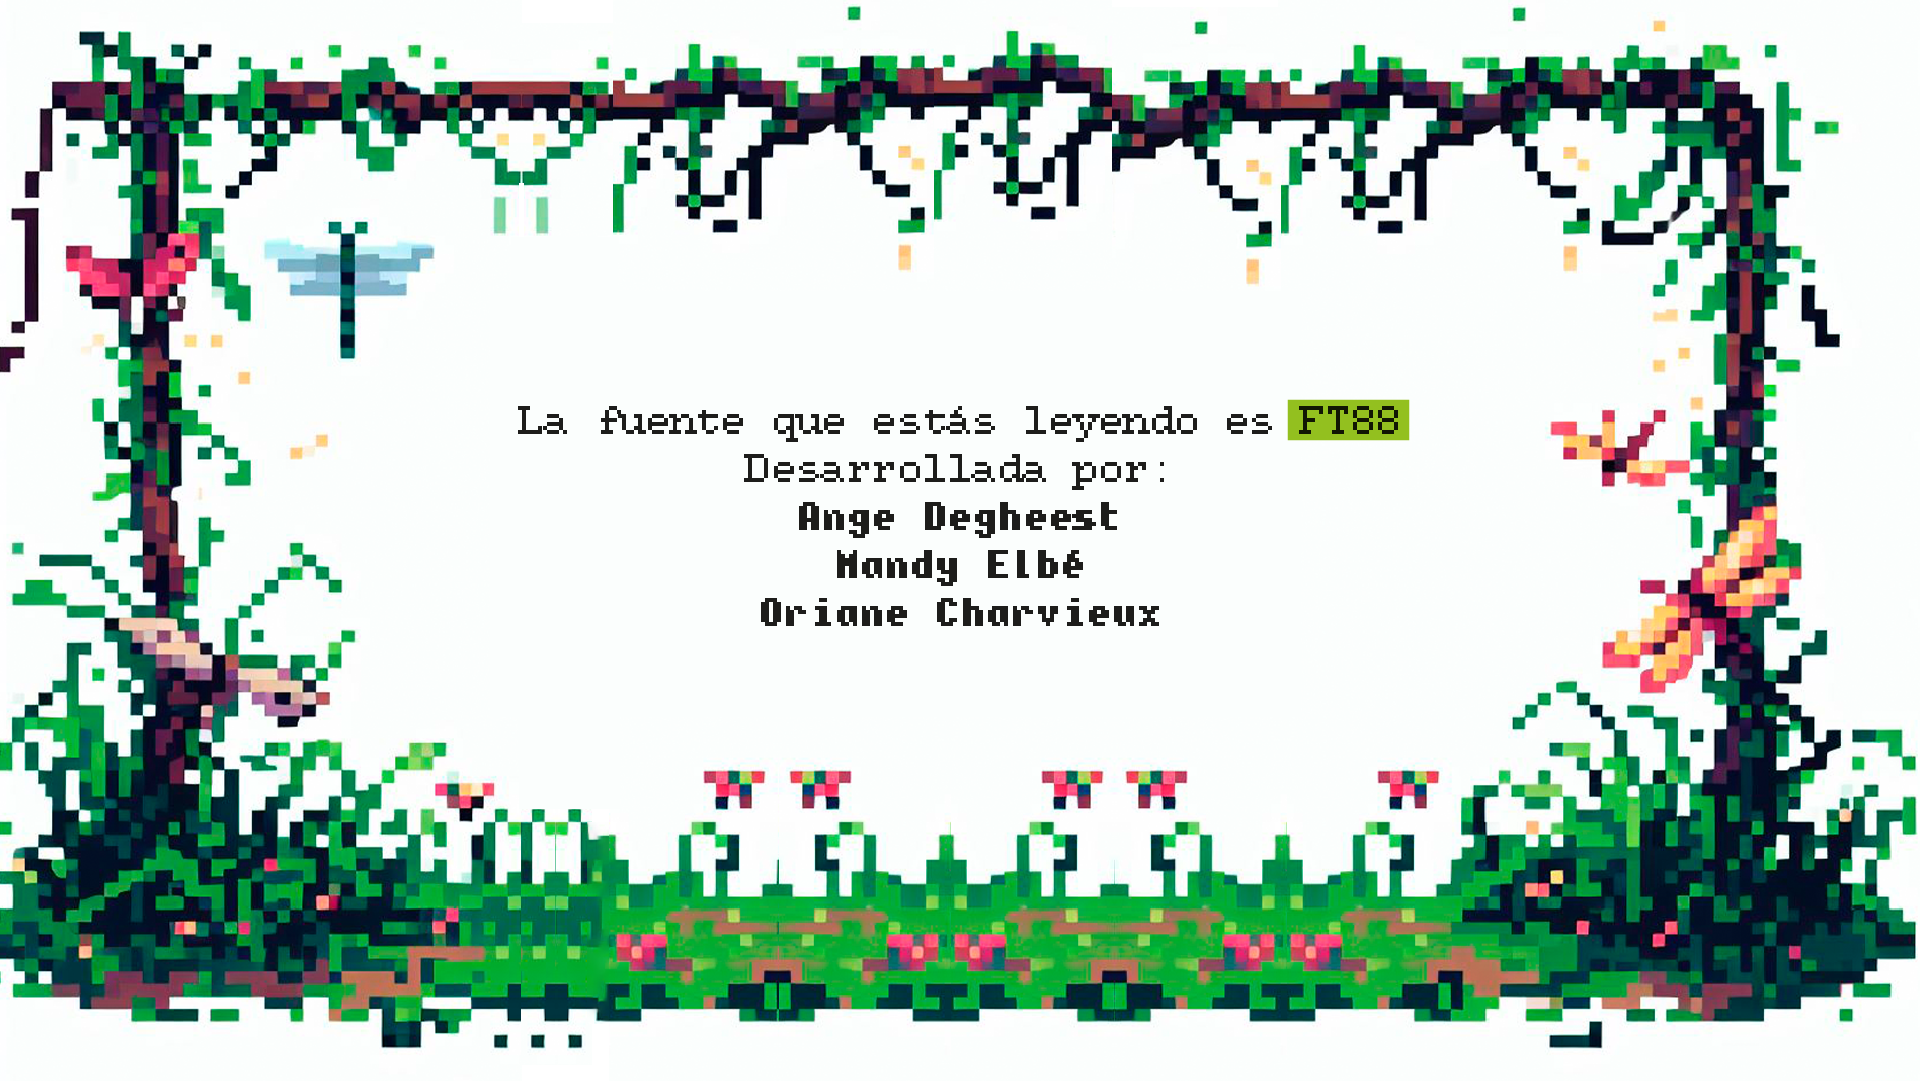 La fuente que estás leyendo es FT88
Desarrollada por:
Ange Degheest
Mandy Elbé
Oriane Charvieux